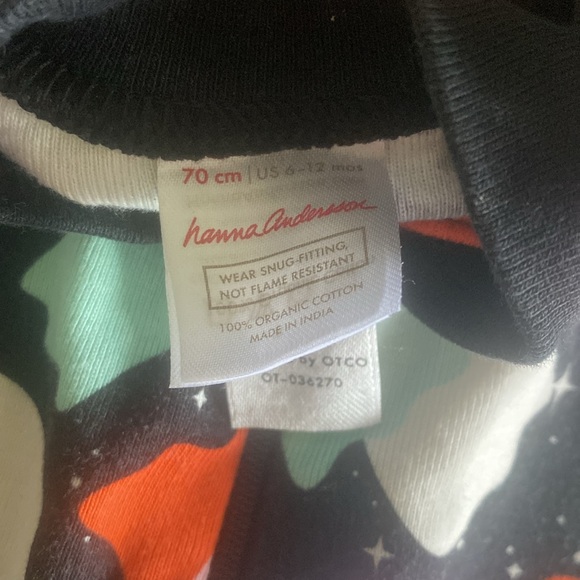 70 cm | US 6-12 mos
hanna andersson
WEAR SNUG-FITTING,
NOT FLAME RESISTANT
100% ORGANIC COTTON
MADE IN INDIA
by OTCO
OT-036270